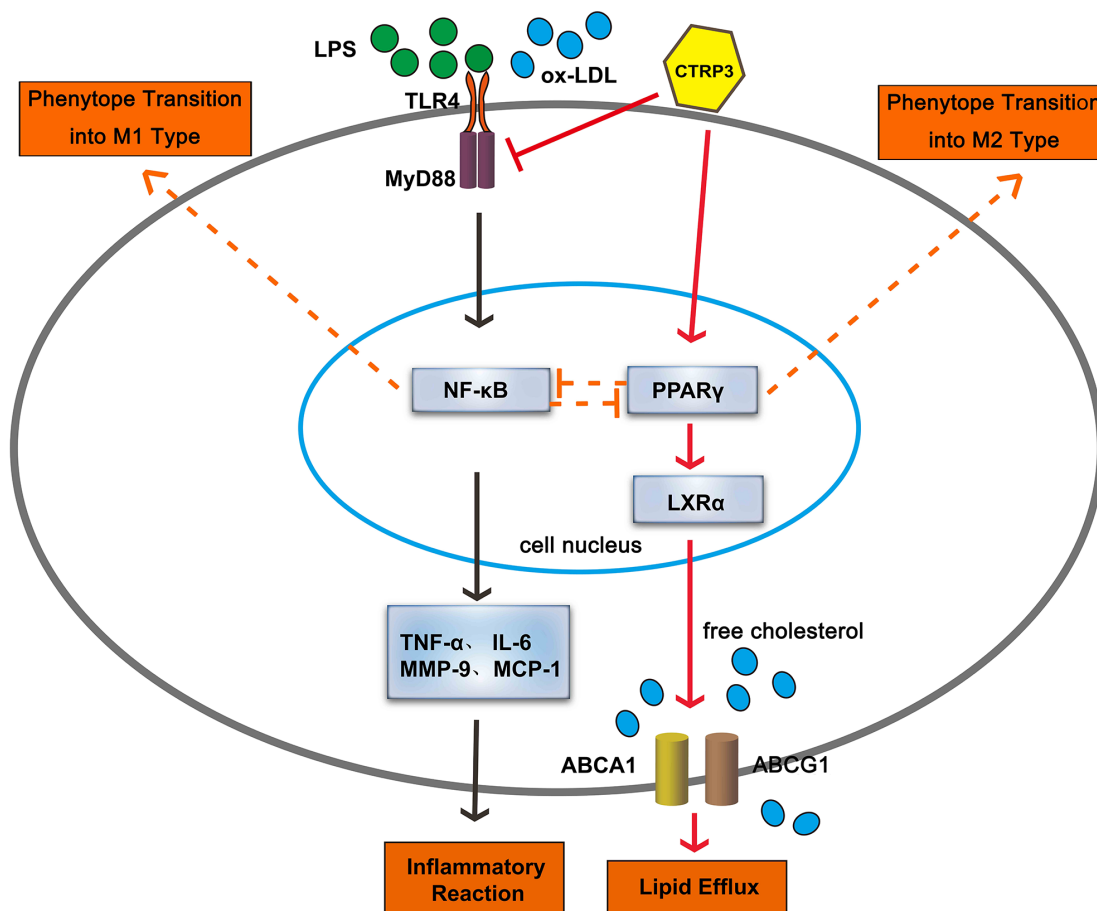 LPS
ox-LDL
CTRP3
TLR4
MyD88
Phenytope Transition
into M1 Type
Phenytope Transition
into M2 Type
NF-κB
PPARγ
LXRα
cell nucleus
TNF-α、 IL-6
MMP-9、 MCP-1
free cholesterol
ABCA1
ABCG1
Inflammatory
Reaction
Lipid Efflux